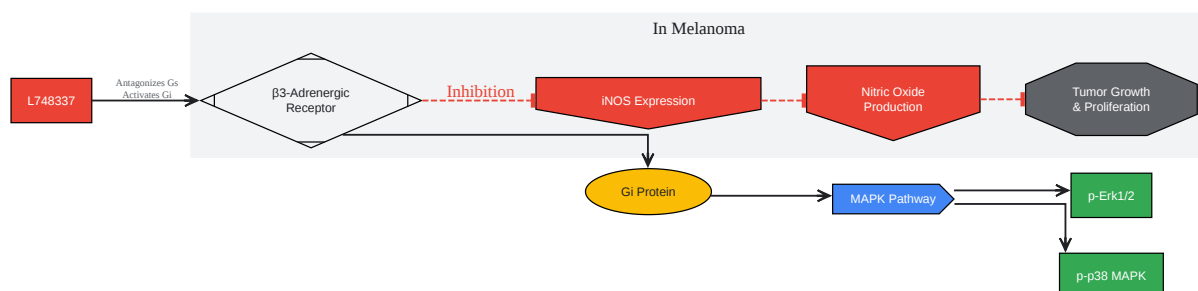 In Melanoma
L748337
Antagonizes Gs
Activates Gi
β3-Adrenergic
Receptor
Inhibition
iNOS Expression
Nitric Oxide
Production
Tumor Growth
& Proliferation
Gi Protein
MAPK Pathway
p-Erk1/2
p-p38 MAPK